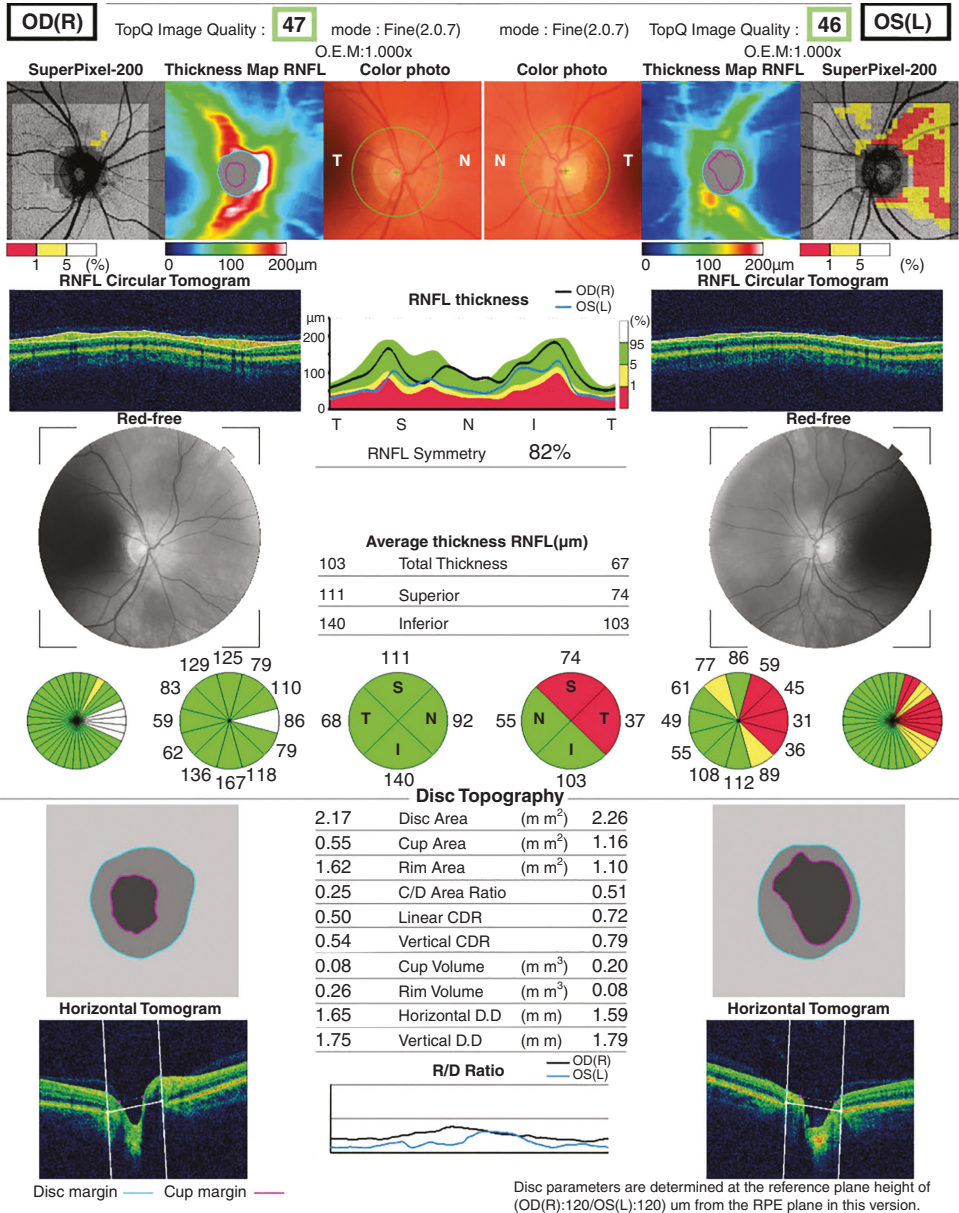 OD(R) TopQ Image Quality : 47 mode : Fine(2.0.7) mode : Fine(2.0.7) TopQ Image Quality : 46 OS(L)
O.E.M:1.000x O.E.M:1.000x
SuperPixel-200 Thickness Map RNFL Color photo Color photo Thickness Map RNFL SuperPixel-200
T N N T
1 5 (%) 0 100 200μm 0 100 200μm 1 5 (%)
RNFL Circular Tomogram RNFL Circular Tomogram
RNFL thickness OD(R)
OS(L)
μm (%)
200 95
100 5
1
0
T S N I T
Red-free Red-free
RNFL Symmetry 82%
Average thickness RNFL(μm)
103 Total Thickness 67
111 Superior 74
140 Inferior 103
129 125 79 110 86 79 118 167 136 62 59 83
111 92 140 68
S N I T
74 37 103 55
S T I N
77 86 59 45 31 36 89 112 108 55 49 61
Disc Topography
2.17 Disc Area (m m²) 2.26
0.55 Cup Area (m m²) 1.16
1.62 Rim Area (m m²) 1.10
0.25 C/D Area Ratio 0.51
0.50 Linear CDR 0.72
0.54 Vertical CDR 0.79
0.08 Cup Volume (m m³) 0.20
0.26 Rim Volume (m m³) 0.08
1.65 Horizontal D.D (m m) 1.59
1.75 Vertical D.D (m m) 1.79
Horizontal Tomogram Horizontal Tomogram
R/D Ratio OD(R)
OS(L)
Disc margin Cup margin
Disc parameters are determined at the reference plane height of
(OD(R):120/OS(L):120) um from the RPE plane in this version.